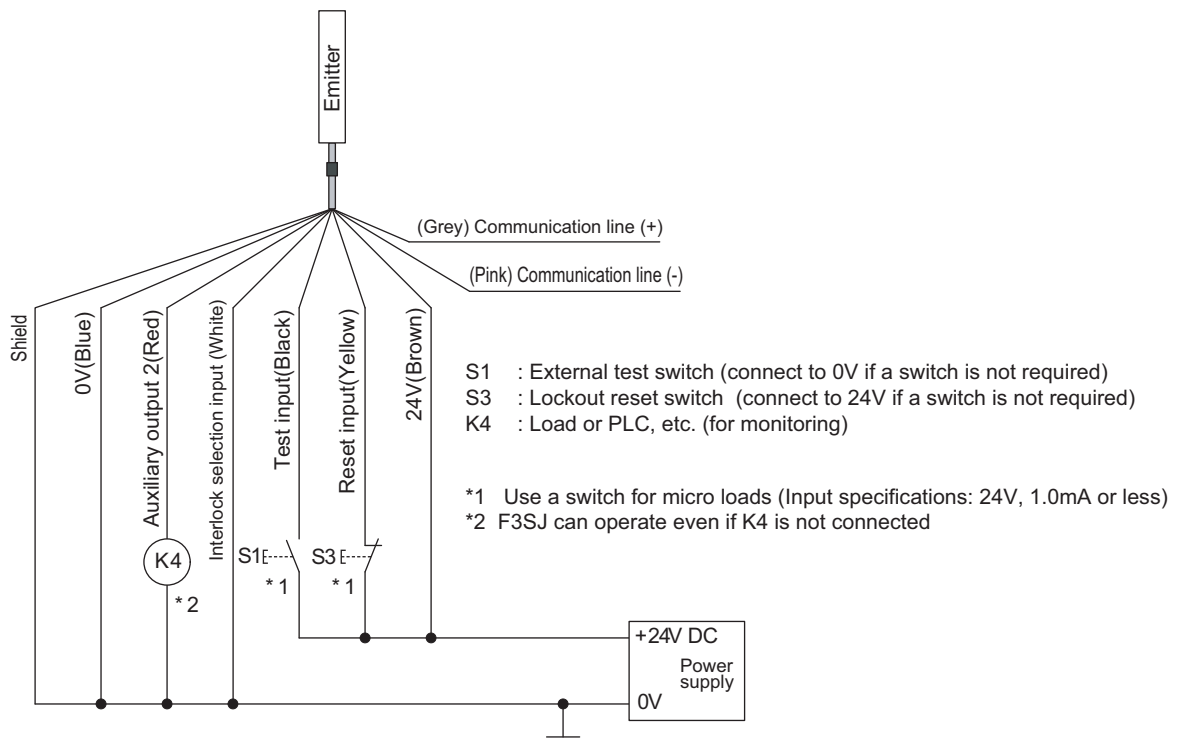 Emitter
(Grey) Communication line (+)
(Pink) Communication line (-)
Shield
0V(Blue)
Auxiliary output 2(Red)
Interlock selection input (White)
Test input(Black)
Reset input(Yellow)
24V(Brown)
S1 : External test switch (connect to 0V if a switch is not required)
S3 : Lockout reset switch (connect to 24V if a switch is not required)
K4 : Load or PLC, etc. (for monitoring)
*1 Use a switch for micro loads (Input specifications: 24V, 1.0mA or less)
*2 F3SJ can operate even if K4 is not connected
K4
* 2
S1
* 1
S3
* 1
+24V DC
Power
supply
0V